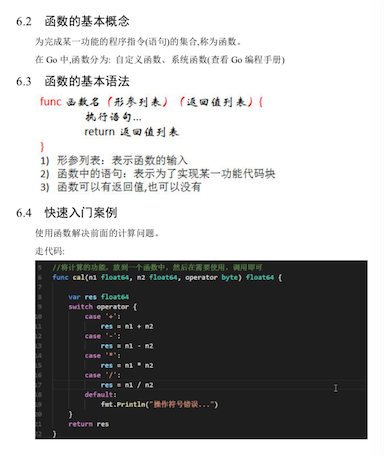 6.2 函数的基本概念
为完成某一功能的程序指令(语句)的集合,称为函数。
在 Go 中,函数分为: 自定义函数、系统函数(查看 Go 编程手册)
6.3 函数的基本语法
func 函数名 (形参列表) (返回值列表) {
执行语句...
return 返回值列表
}
1) 形参列表：表示函数的输入
2) 函数中的语句：表示为了实现某一功能代码块
3) 函数可以有返回值,也可以没有
6.4 快速入门案例
使用函数解决前面的计算问题。
走代码:
5 //将计算的功能，放到一个函数中，然后在需要使用，调用即可
6 func cal(n1 float64, n2 float64, operator byte) float64 {
7
8 var res float64
9 switch operator {
10 case '+':
11 res = n1 + n2
12 case '-':
13 res = n1 - n2
14 case '*':
15 res = n1 * n2
16 case '/':
17 res = n1 / n2
18 default:
19 fmt.Println("操作符号错误...")
20 }
21 return res
22 }